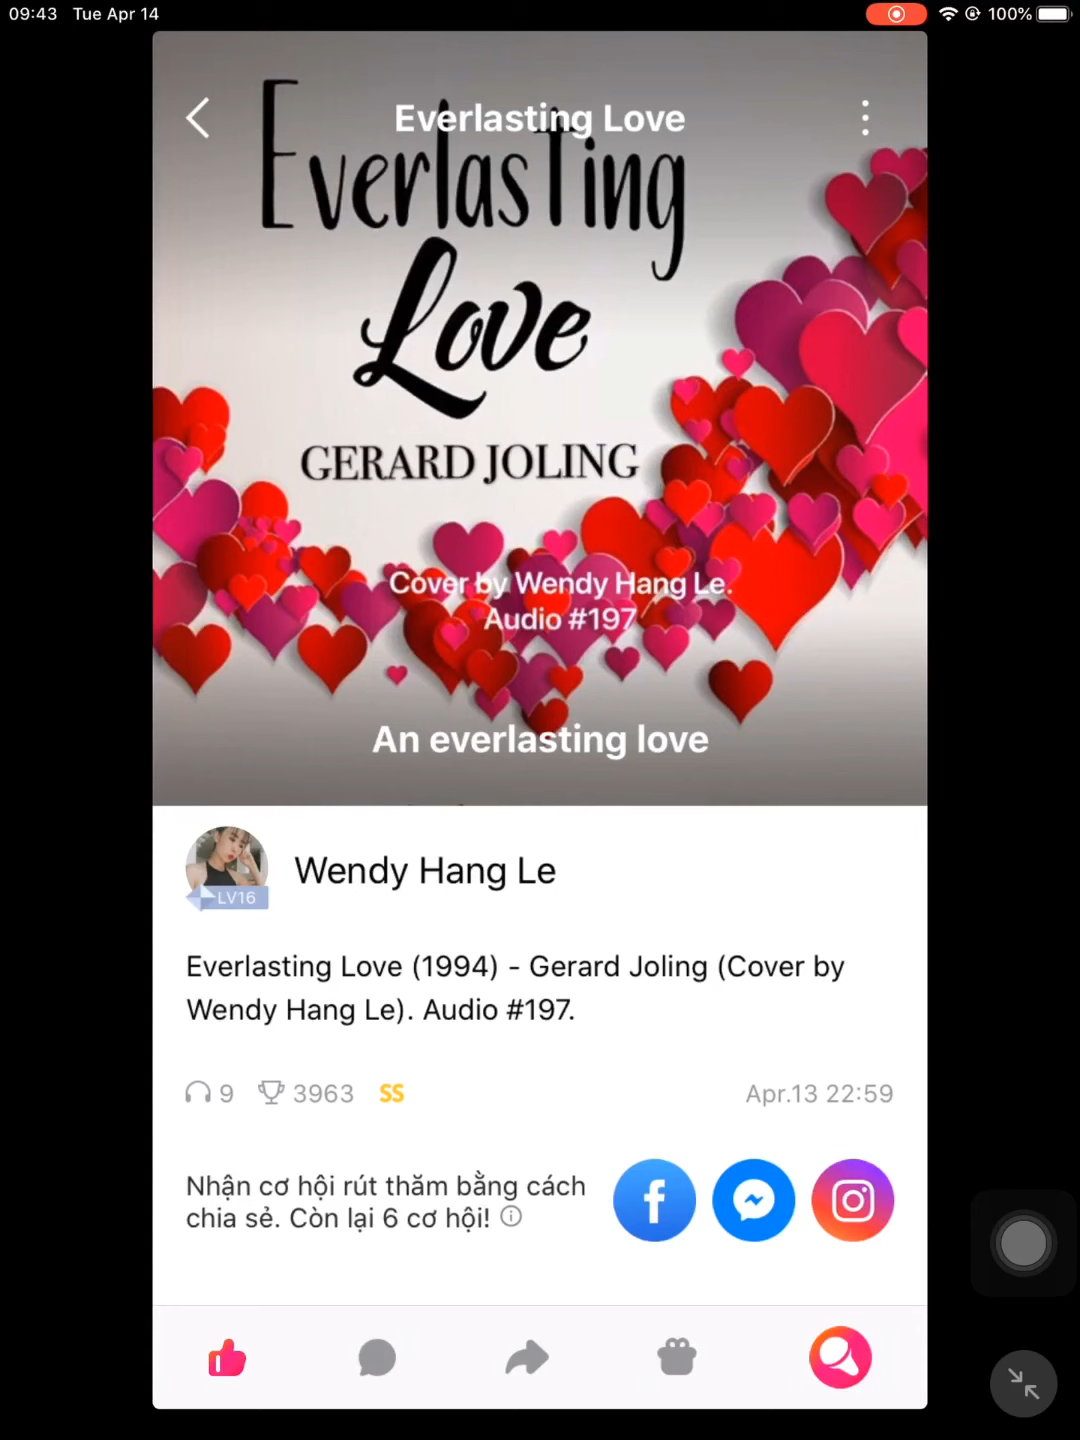 09:43 Tue Apr 14 100%
Everlasting Love
Everlasting
Love
GERARD JOLING
Cover by Wendy Hang Le.
Audio #197
An everlasting love
LV16
Wendy Hang Le
Everlasting Love (1994) - Gerard Joling (Cover by
Wendy Hang Le). Audio #197.
9 3963 SS Apr.13 22:59
Nhận cơ hội rút thăm bằng cách
chia sẻ. Còn lại 6 cơ hội!